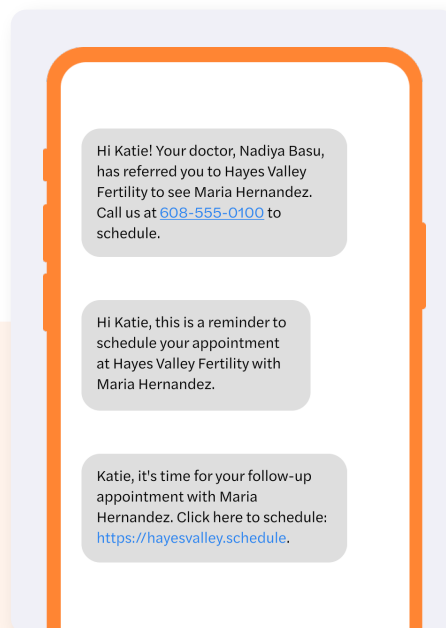 Hi Katie! Your doctor, Nadiya Basu,
has referred you to Hayes Valley
Fertility to see Maria Hernandez.
Call us at 608-555-0100 to
schedule.
Hi Katie, this is a reminder to
schedule your appointment
at Hayes Valley Fertility with
Maria Hernandez.
Katie, it's time for your follow-up
appointment with Maria
Hernandez. Click here to schedule:
https://hayesvalley.schedule.